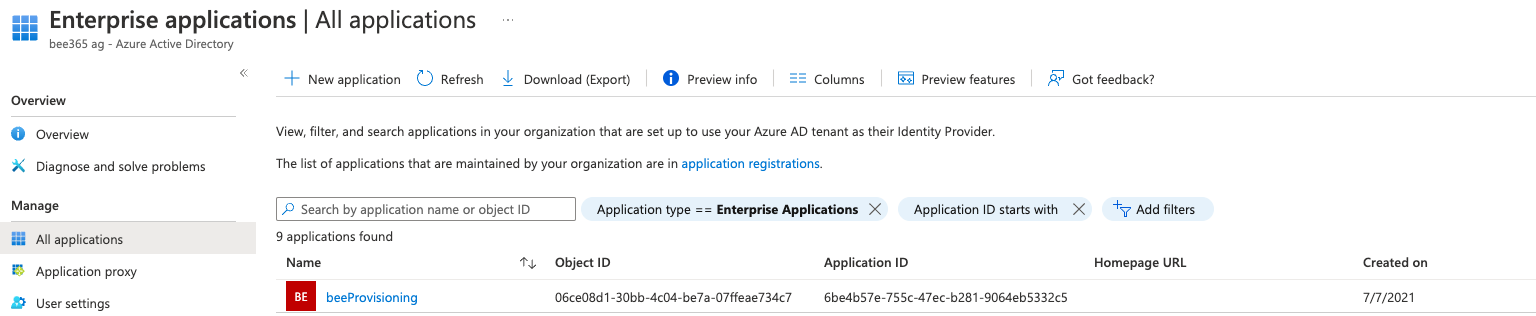 Enterprise applications | All applications ...
bee365 ag - Azure Active Directory
«
New application Refresh Download (Export) Preview info Columns Preview features Got feedback?
Overview
Overview
Diagnose and solve problems
Manage
All applications
Application proxy
User settings
View, filter, and search applications in your organization that are set up to use your Azure AD tenant as their Identity Provider.
The list of applications that are maintained by your organization are in application registrations.
Search by application name or object ID Application type == Enterprise Applications Application ID starts with Add filters
9 applications found
Name Object ID Application ID Homepage URL Created on
BE beeProvisioning 06ce08d1-30bb-4c04-be7a-07ffeae734c7 6be4b57e-755c-47ec-b281-9064eb5332c5 7/7/2021